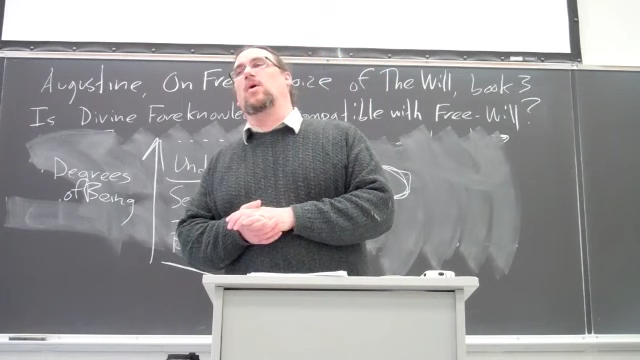 Augustine, On Free Choice of The Will, book 3
Is Divine Foreknowledge compatible with Free-Will?
Degrees
of Being
Und
Se